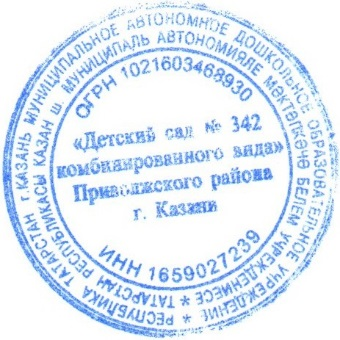 РЕСПУБЛИКА ТАТАРСТАН г.КАЗАНЬ МУНИЦИПАЛЬНОЕ АВТОНОМНОЕ ДОШКОЛЬНОЕ ОБРАЗОВАТЕЛЬНОЕ УЧРЕЖДЕНИЕ *
ТАТАРСТАН РЕСПУБЛИКАСЫ КАЗАН ш. МУНИЦИПАЛЬ АВТОНОМИЯЛЕ МӘКТӘПКӘЧӘ БЕЛЕМ УЧРЕЖДЕНИЕСЕ *
ОГРН 1021603468930
«Детский сад № 342
комбинированного вида»
Приволжского района
г. Казани
ИНН 1659027239